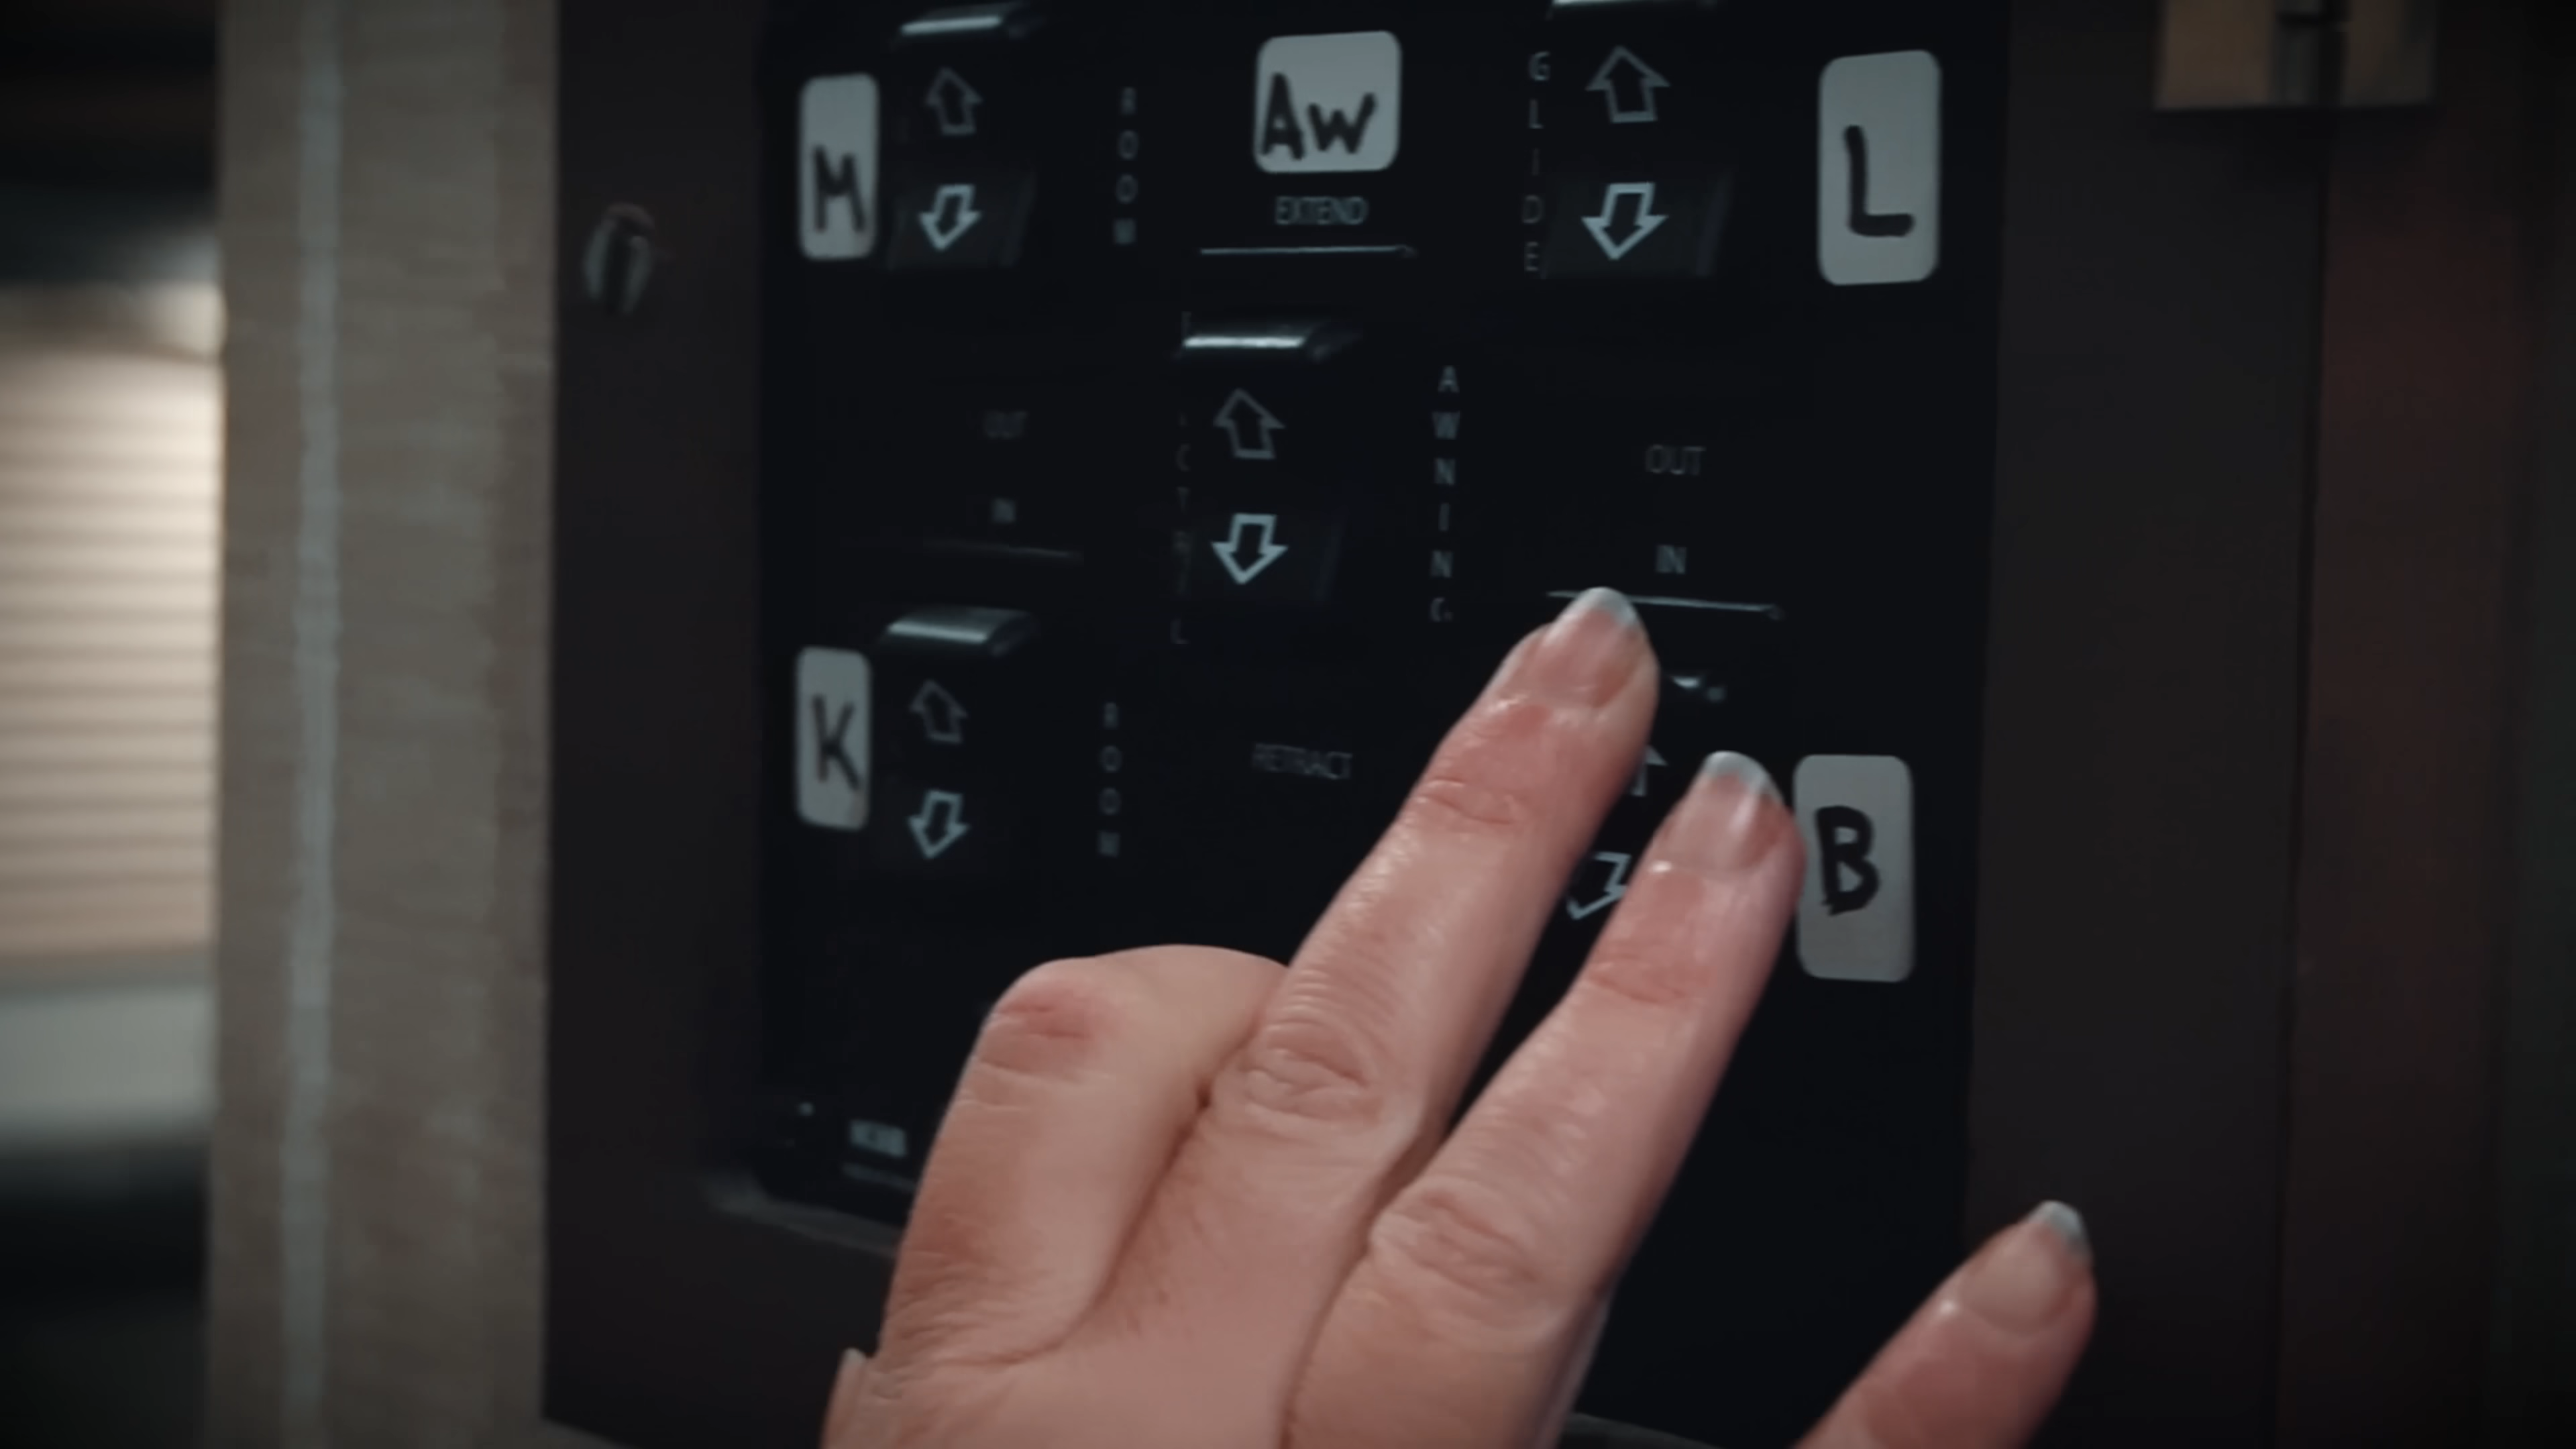 M
ROOM
Aw
EXTEND
GLIDE
L
OUT
IN
AWNING
OUT
IN
K
ROOM
RETRACT
B